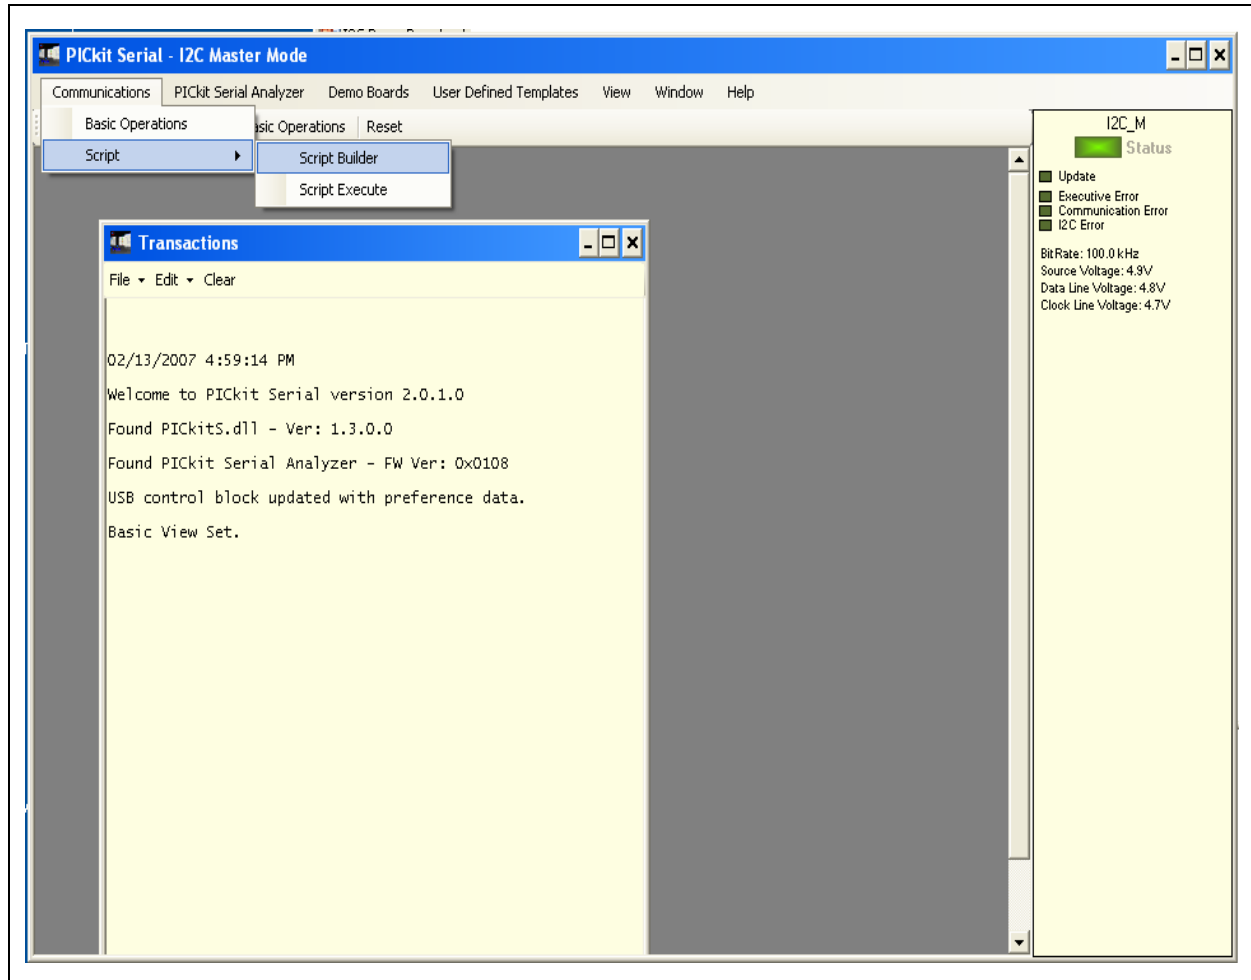 PICkit Serial - I2C Master Mode
Communications PICkit Serial Analyzer Demo Boards User Defined Templates View Window Help
Basic Operations
Script
Script Builder
Script Execute
Operations Reset
Transactions
File Edit Clear
02/13/2007 4:59:14 PM
Welcome to PICkit Serial version 2.0.1.0
Found PICkitS.dll - Ver: 1.3.0.0
Found PICkit Serial Analyzer - FW Ver: 0x0108
USB control block updated with preference data.
Basic View Set.
I2C_M
Status
Update
Executive Error
Communication Error
I2C Error
BitRate: 100.0 kHz
Source Voltage: 4.9V
Data Line Voltage: 4.8V
Clock Line Voltage: 4.7V